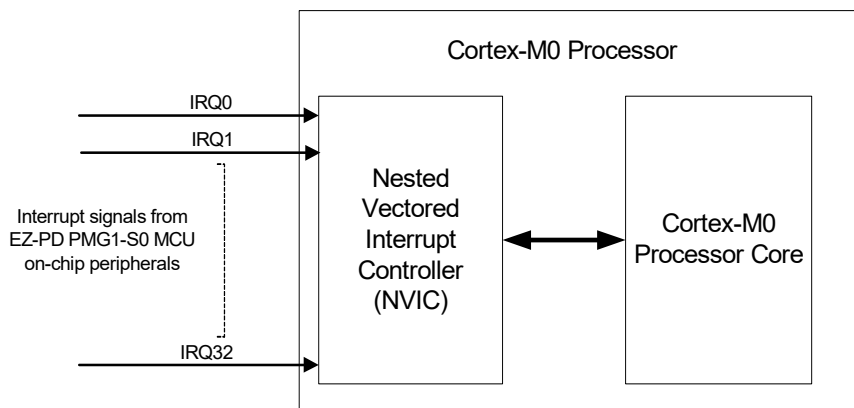 Cortex-M0 Processor
IRQ0
IRQ1
Interrupt signals from
EZ-PD PMG1-S0 MCU
on-chip peripherals
IRQ32
Nested
Vectored
Interrupt
Controller
(NVIC)
Cortex-M0
Processor Core